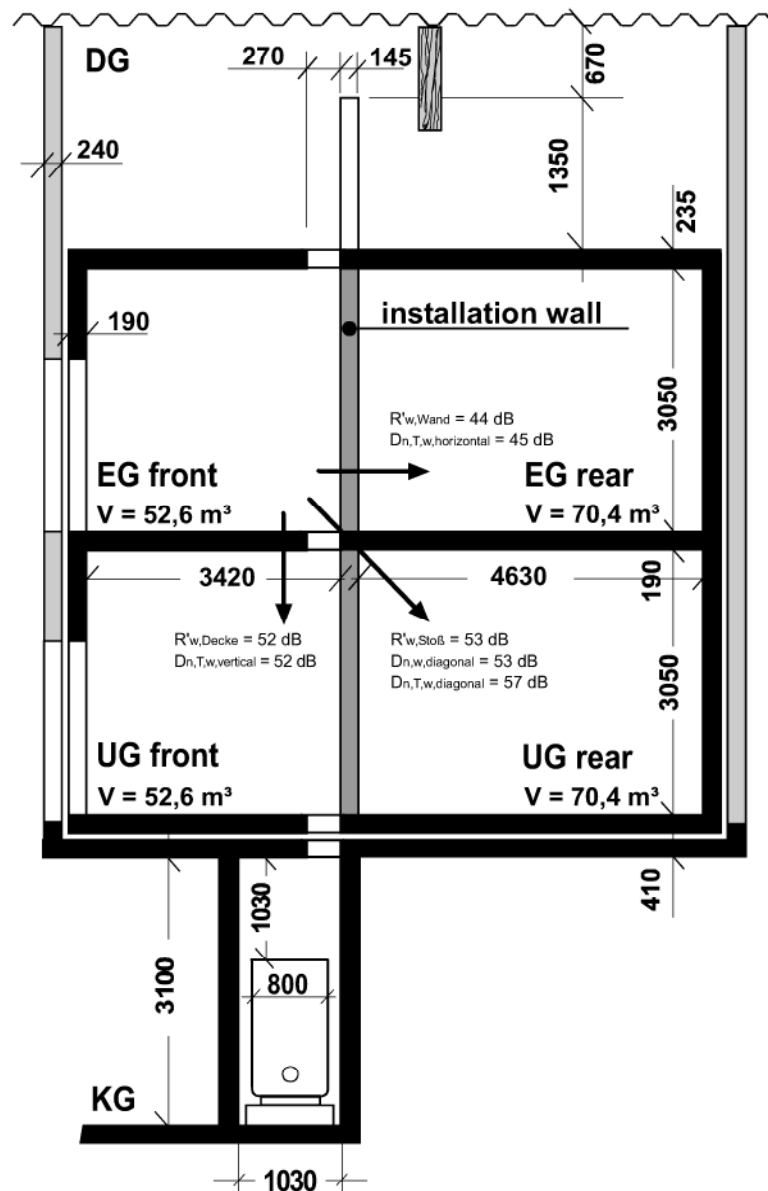 DG
270
145
670
240
1350
235
190
installation wall
3050
R'w,Wand = 44 dB
Dn,T,w,horizontal = 45 dB
EG front
V = 52,6 m³
EG rear
V = 70,4 m³
3420
4630
190
R'w,Decke = 52 dB
Dn,T,w,vertical = 52 dB
R'w,Stoß = 53 dB
Dn,w,diagonal = 53 dB
Dn,T,w,diagonal = 57 dB
3050
UG front
V = 52,6 m³
UG rear
V = 70,4 m³
1030
410
3100
800
KG
1030